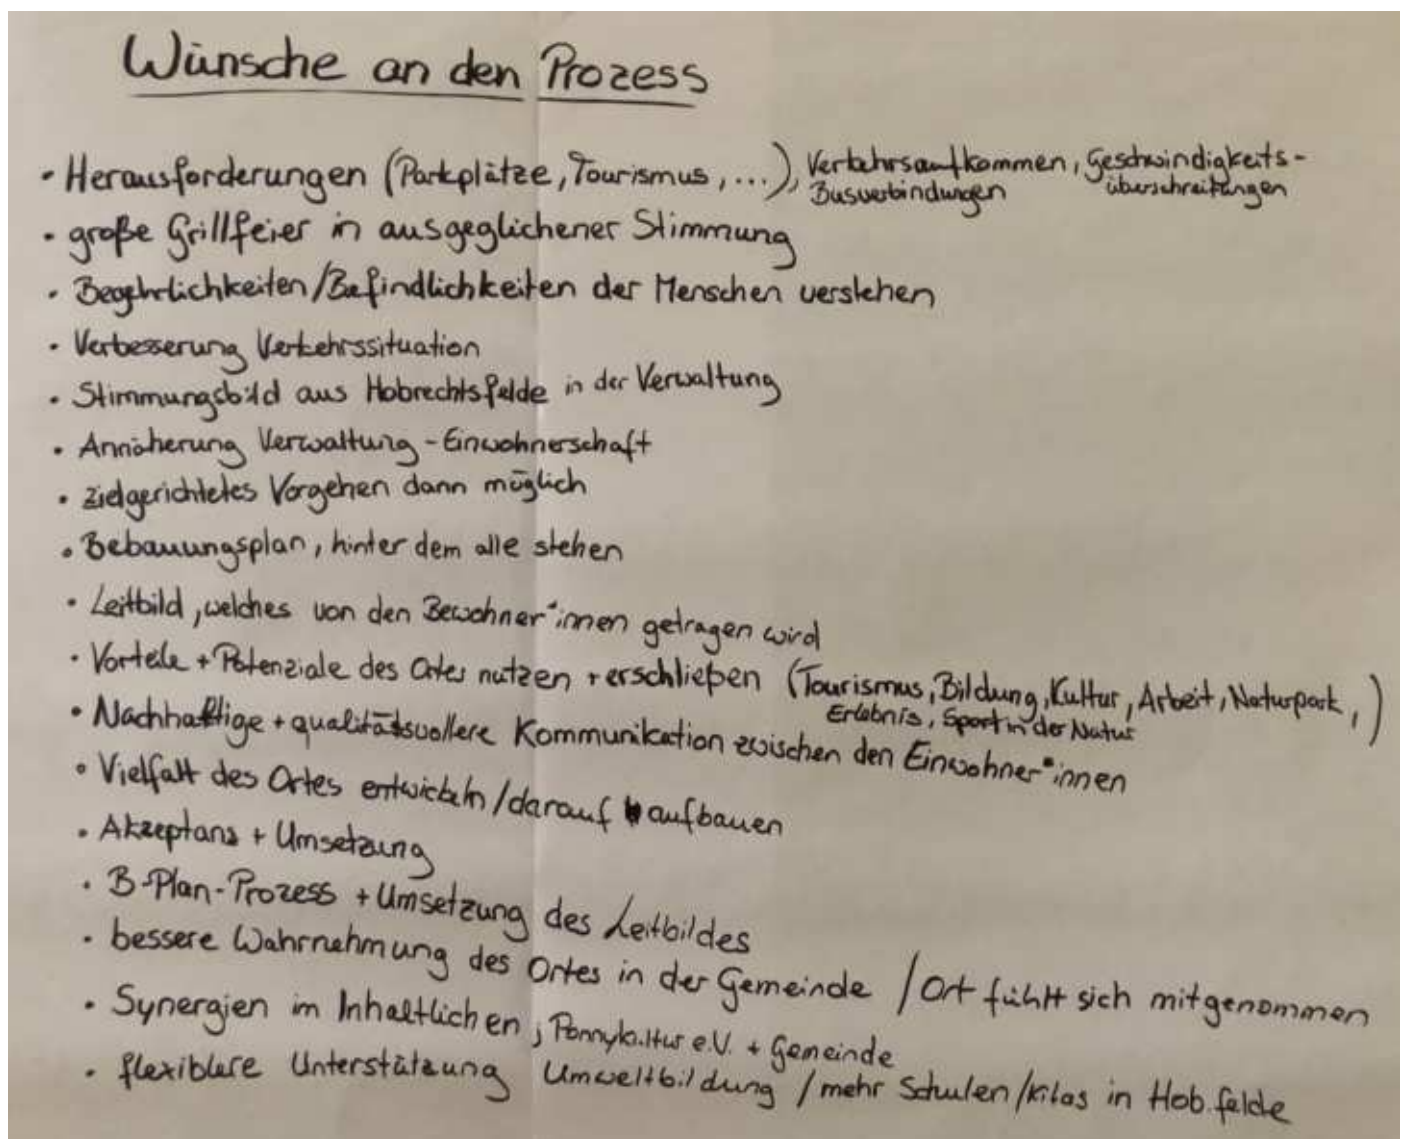 Wünsche an den Prozess
• Herausforderungen (Parkplätze, Tourismus, ...), Verkehrsaufkommen, Geschwindigkeits-
Busverbindungen überschreitungen
• große Grillfeier in ausgeglichener Stimmung
• Begehrlichkeiten/Befindlichkeiten der Menschen verstehen
• Verbesserung Verkehrssituation
• Stimmungsbild aus Hobrechtsfelde in der Verwaltung
• Annäherung Verwaltung - Einwohnerschaft
• zielgerichtetes Vorgehen dann möglich
• Bebauungsplan, hinter dem alle stehen
• Leitbild, welches von den Bewohner*innen getragen wird
• Vorteile + Potenziale des Ortes nutzen + erschließen (Tourismus, Bildung, Kultur, Arbeit, Naturpark, )
Erlebnis, Sport in der Natur
• Nachhaltige + qualitätsvollere Kommunikation zwischen den Einwohner*innen
• Vielfalt des Ortes entwickeln/darauf aufbauen
• Akzeptans + Umsetzung
• B-Plan-Prozess + Umsetzung des Leitbildes
• bessere Wahrnehmung des Ortes in der Gemeinde / Ort fühlt sich mitgenommen
• Synergien im Inhaltlichen, Ponnykultur e.V. + Gemeinde
• flexiblere Unterstützung Umweltbildung / mehr Schulen/Kitas in Hob.felde